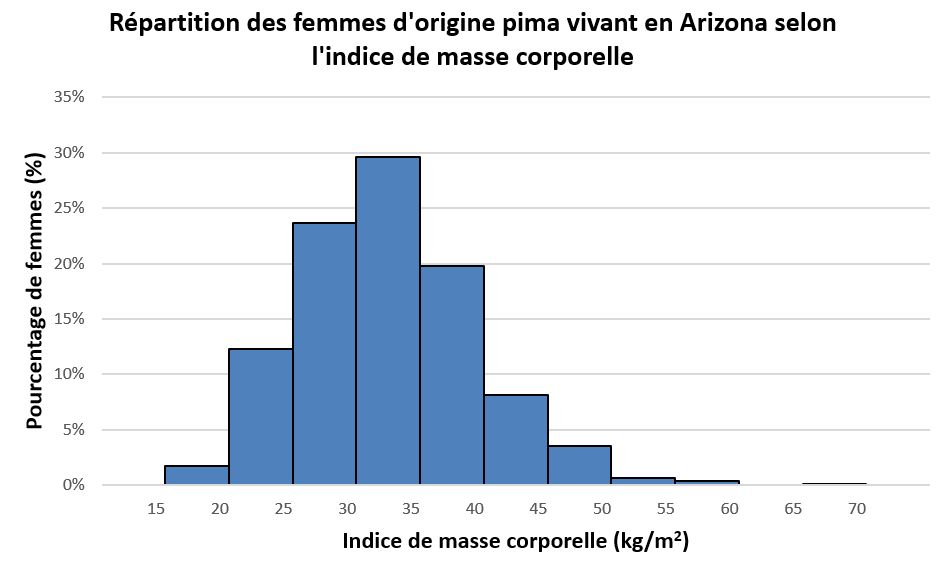 Répartition des femmes d'origine pima vivant en Arizona selon
l'indice de masse corporelle
Pourcentage de femmes (%)
35%
30%
25%
20%
15%
10%
5%
0%
15 20 25 30 35 40 45 50 55 60 65 70
Indice de masse corporelle (kg/m²)